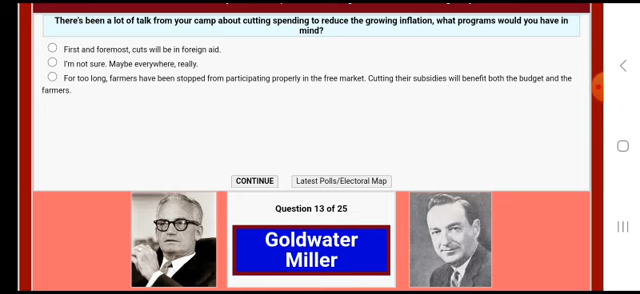 There's been a lot of talk from your camp about cutting spending to reduce the growing inflation, what programs would you have in
mind?
First and foremost, cuts will be in foreign aid.
I'm not sure. Maybe everywhere, really.
For too long, farmers have been stopped from participating properly in the free market. Cutting their subsidies will benefit both the budget and the
farmers.
CONTINUE
Latest Polls/Electoral Map
Question 13 of 25
Goldwater
Miller